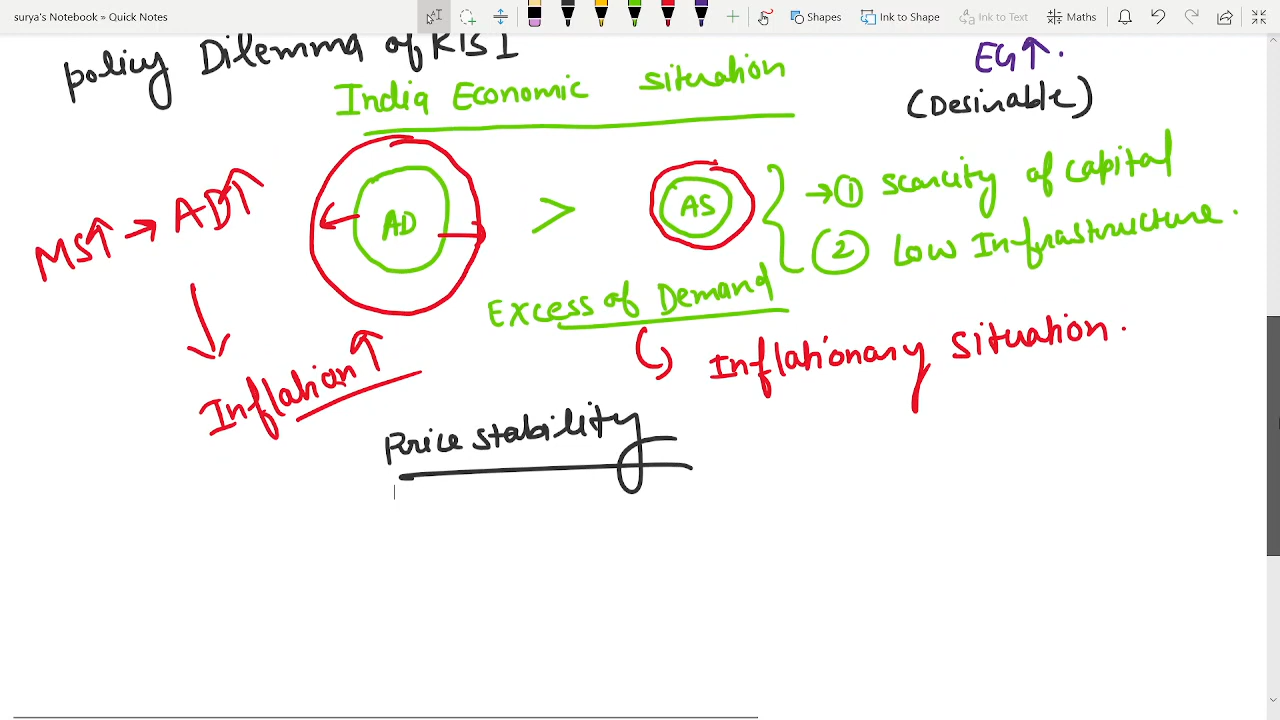 surya's Notebook » Quick Notes
Shapes
Ink to Shape
Ink to Text
Maths
policy Dilemma of RBI
EG↑.
(Desirable)
India Economic situation
MS↑ → AD↑
AD > AS
→ ① scarcity of capital
② Low Infrastructure.
Excess of Demand
Inflationary situation.
Inflation ↑
Price stability